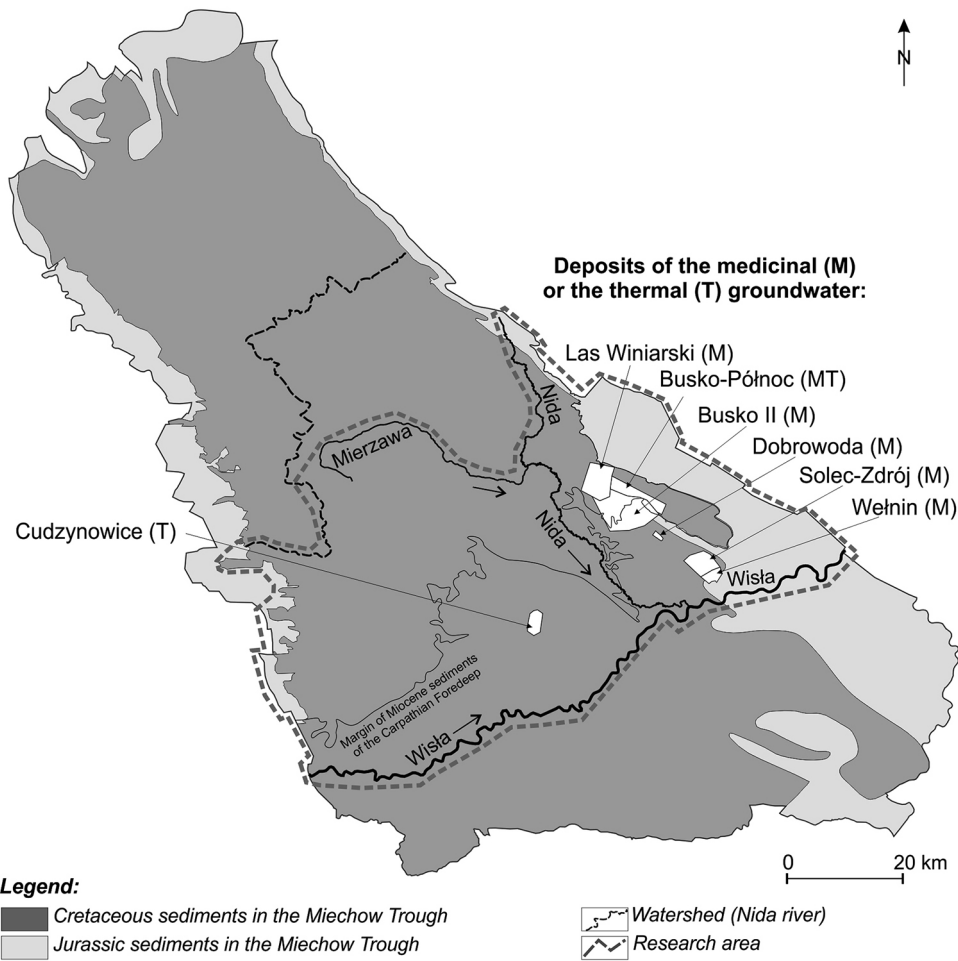 N
Deposits of the medicinal (M)
or the thermal (T) groundwater:
Las Winiarski (M)
Busko-Północ (MT)
Busko II (M)
Dobrowoda (M)
Solec-Zdrój (M)
Wełnin (M)
Nida
Mierzawa
Nida
Cudzynowice (T)
Wisła
Margin of Miocene sediments
of the Carpathian Foredeep
Wisła
0 20 km
Legend:
Cretaceous sediments in the Miechow Trough
Jurassic sediments in the Miechow Trough
Watershed (Nida river)
Research area